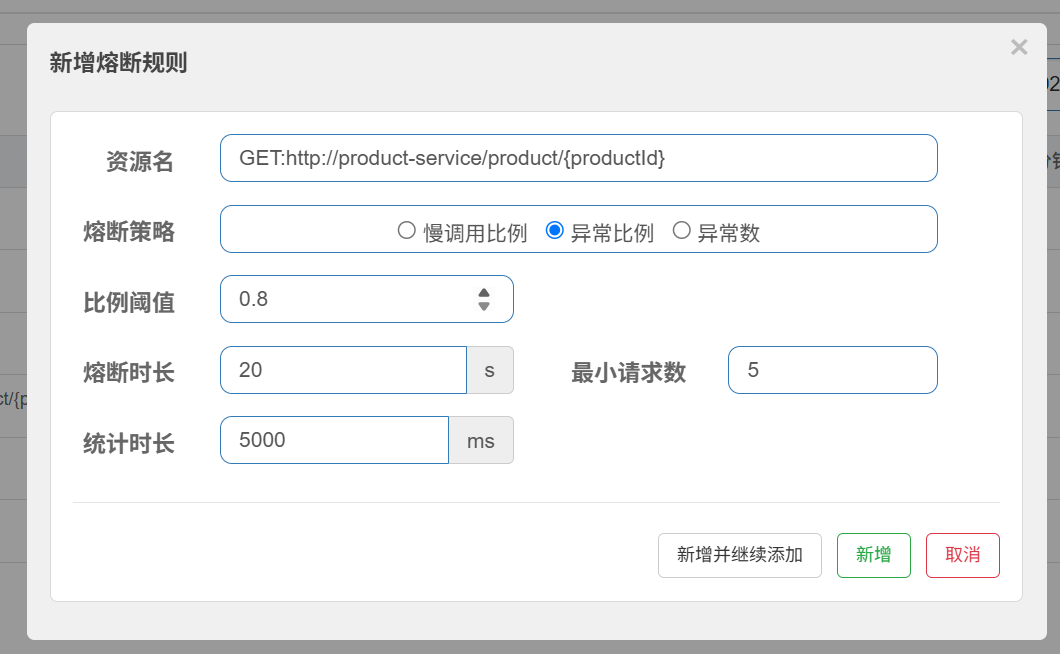 新增熔断规则
×
资源名 GET:http://product-service/product/{productId}
熔断策略 慢调用比例 异常比例 异常数
比例阈值 0.8
熔断时长 20 s 最小请求数 5
统计时长 5000 ms
新增并继续添加 新增 取消